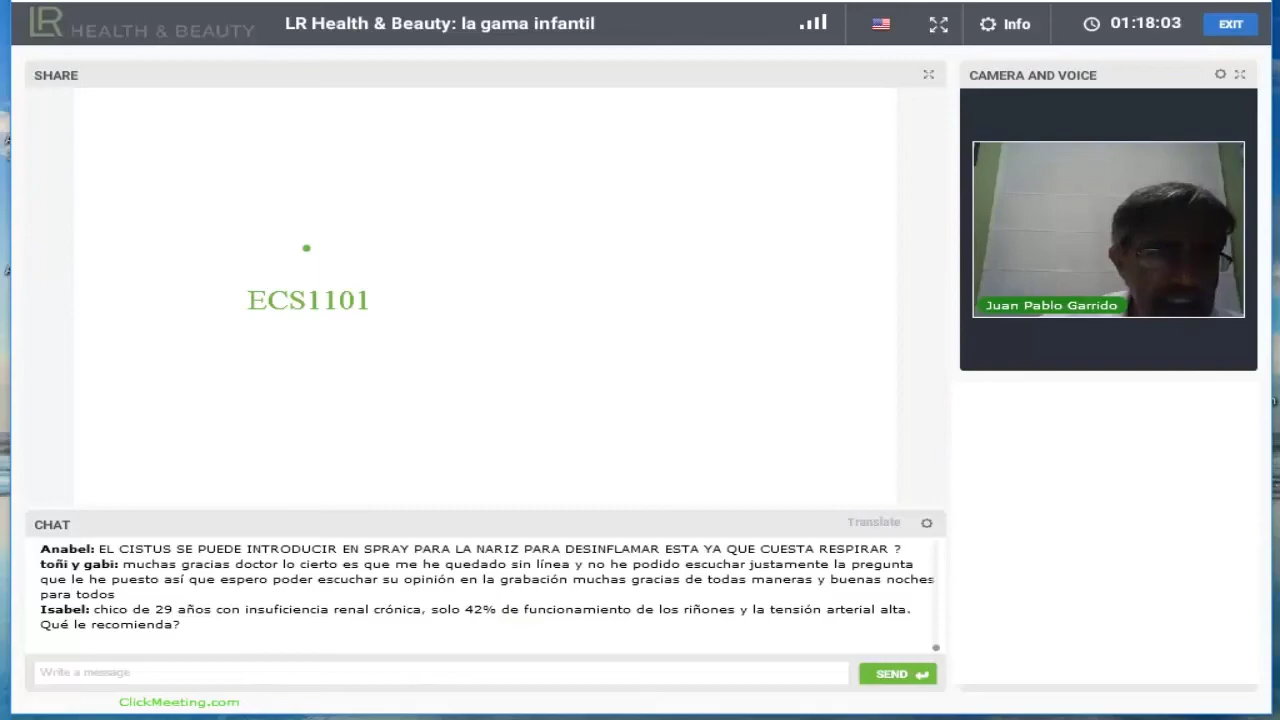 LR HEALTH & BEAUTY
LR Health & Beauty: la gama infantil
Info
01:18:03
EXIT
SHARE
CAMERA AND VOICE
ECS1101
Juan Pablo Garrido
CHAT
Translate
Anabel: EL CISTUS SE PUEDE INTRODUCIR EN SPRAY PARA LA NARIZ PARA DESINFLAMAR ESTA YA QUE CUESTA RESPIRAR ?
toñi y gabi: muchas gracias doctor lo cierto es que me he quedado sin línea y no he podido escuchar justamente la pregunta
que le he puesto así que espero poder escuchar su opinión en la grabación muchas gracias de todas maneras y buenas noches
para todos
Isabel: chico de 29 años con insuficiencia renal crónica, solo 42% de funcionamiento de los riñones y la tensión arterial alta.
Qué le recomienda?
Write a message
SEND
ClickMeeting.com